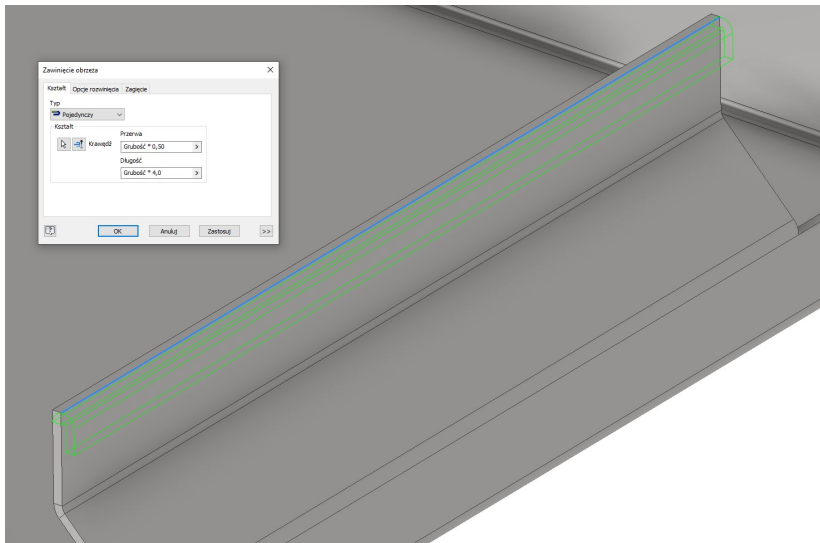 Zawinięcie obrzeża
Kształt Opcje rozwinięcia Zagięcie
Typ
Pojedynczy
Kształt
Przerwa
Krawędź
Grubość * 0,50
Długość
Grubość * 4,0
OK Anuluj Zastosuj >>